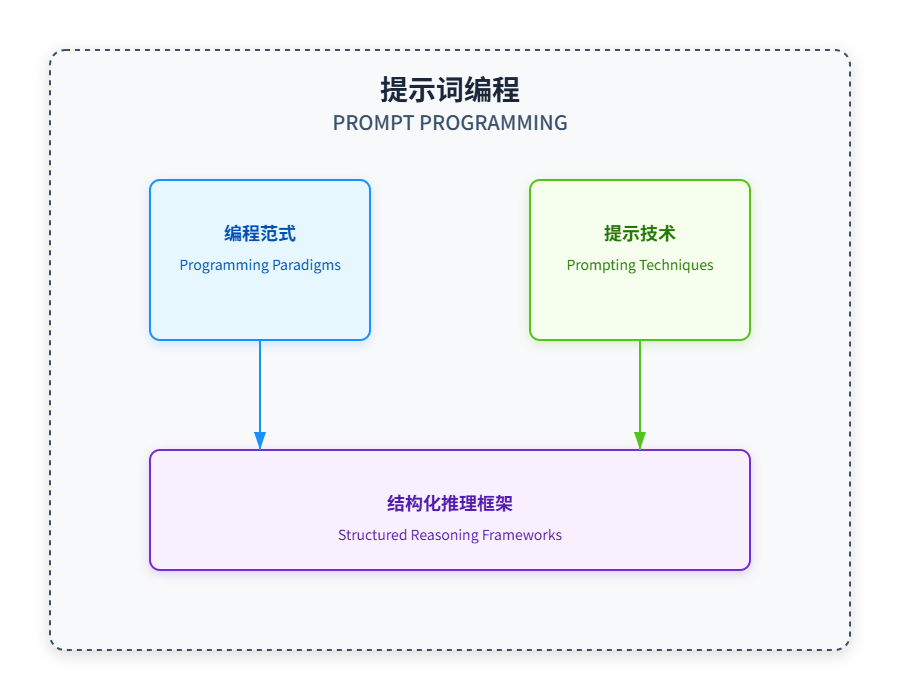 提示词编程
PROMPT PROGRAMMING
编程范式
Programming Paradigms
提示技术
Prompting Techniques
结构化推理框架
Structured Reasoning Frameworks